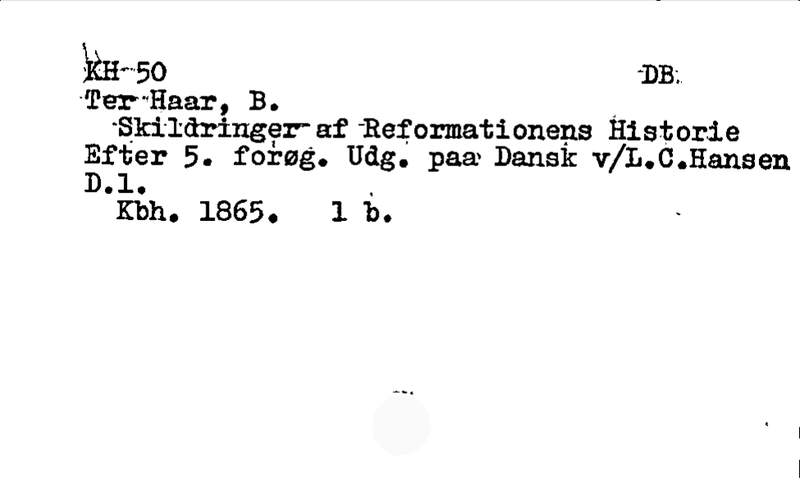 KH-50 DB.
Ter Haar, B.
Skildringer af Reformationens Historie
Efter 5. forøg. Udg. paa Dansk v/L.C.Hansen
D.1.
Kbh. 1865. 1 b.